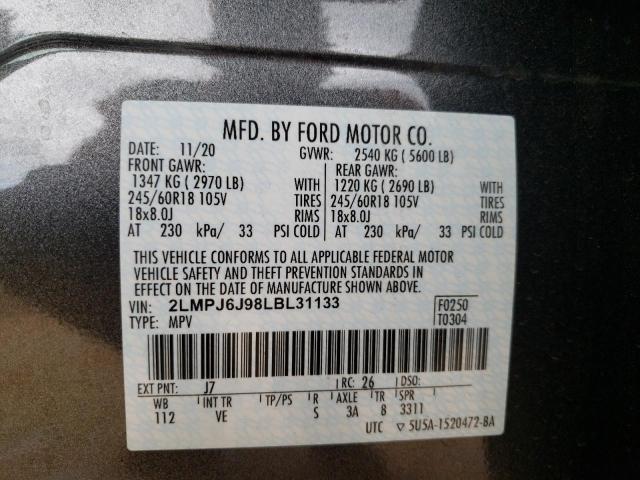 MFD. BY FORD MOTOR CO.
DATE: 11/20 GVWR: 2540 KG ( 5600 LB)
FRONT GAWR: REAR GAWR:
1347 KG ( 2970 LB) WITH 1220 KG ( 2690 LB) WITH
245/60R18 105V TIRES 245/60R18 105V TIRES
18x8.0J RIMS 18x8.0J RIMS
AT 230 kPa/ 33 PSI COLD AT 230 kPa/ 33 PSI COLD
THIS VEHICLE CONFORMS TO ALL APPLICABLE FEDERAL MOTOR
VEHICLE SAFETY AND THEFT PREVENTION STANDARDS IN
EFFECT ON THE DATE OF MANUFACTURE SHOWN ABOVE.
VIN: 2LMPJ6J98LBL31133 F0250
TYPE: MPV T0304
EXT PNT: J7 RC: 26 DSO:
WB INT TR TP/PS R AXLE TR SPR
112 VE S 3A 8 3311
UTC ▽ 5U5A-1520472-BA